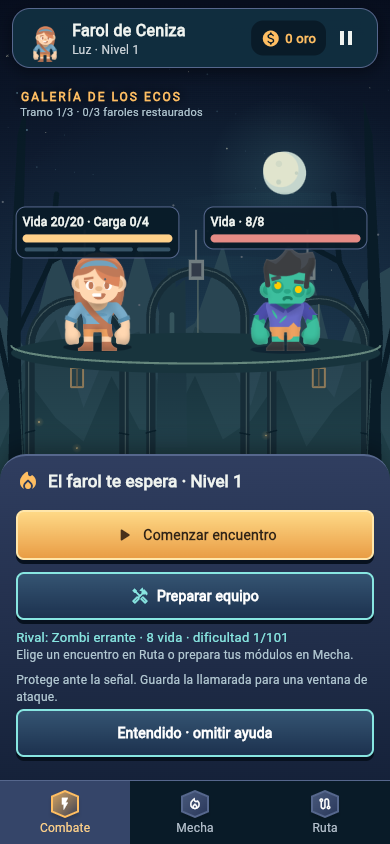 Farol de Ceniza
Luz · Nivel 1
0 oro
GALERÍA DE LOS ECOS
Tramo 1/3 · 0/3 faroles restaurados
Vida 20/20 · Carga 0/4
Vida · 8/8
El farol te espera · Nivel 1
Comenzar encuentro
Preparar equipo
Rival: Zombi errante · 8 vida · dificultad 1/101
Elige un encuentro en Ruta o prepara tus módulos en Mecha.
Protege ante la señal. Guarda la llamarada para una ventana de
ataque.
Entendido · omitir ayuda
Combate
Mecha
Ruta